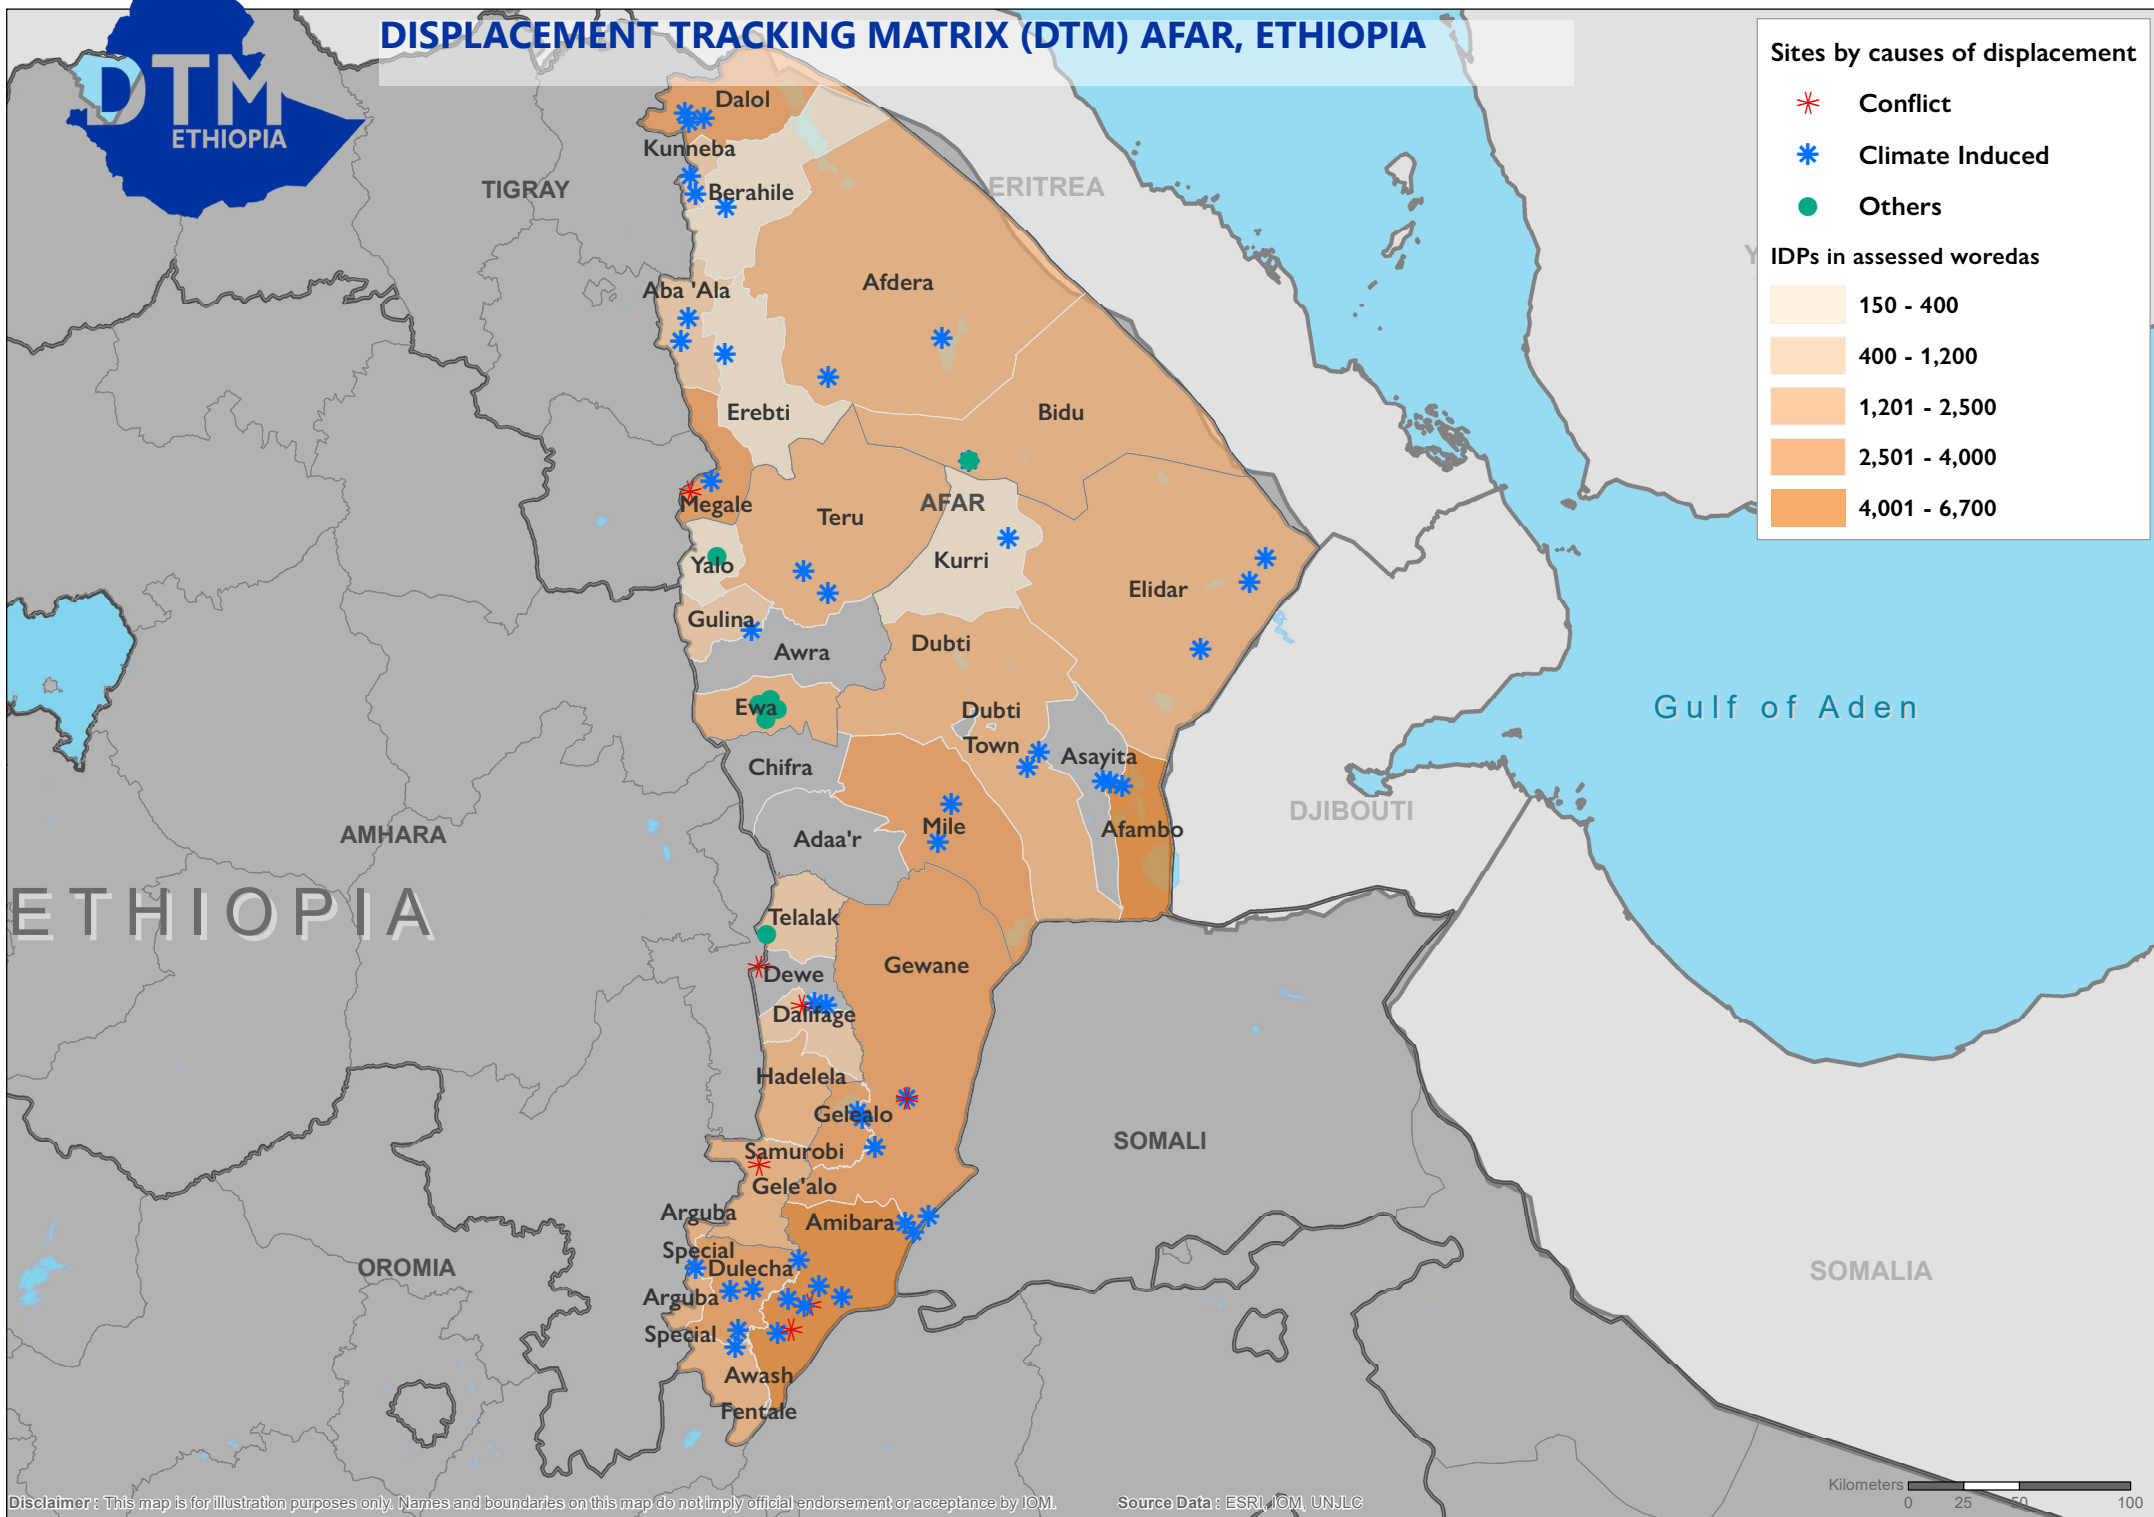 DISPLACEMENT TRACKING MATRIX (DTM) AFAR, ETHIOPIA
DTM
ETHIOPIA
Sites by causes of displacement
Conflict
Climate Induced
Others
IDPs in assessed woredas
150 - 400
400 - 1,200
1,201 - 2,500
2,501 - 4,000
4,001 - 6,700
Dalol
Kunneba
TIGRAY
Berahile
ERITREA
Y
Afdera
Aba 'Ala
Erebti
Bidu
Megale
Teru
AFAR
Yalo
Kurri
Elidar
Gulina
Awra
Dubti
Ewa
Dubti
Town
Gulf of Aden
Chifra
Asayita
AMHARA
Adaa'r
Mile
Afambo
DJIBOUTI
ETHIOPIA
Telalak
Dewe
Gewane
Dalifage
Hadelela
Gelealo
Samurobi
Gele'alo
SOMALI
Arguba
Special
Amibara
OROMIA
Dulecha
SOMALIA
Arguba
Special
Awash
Fentale
Kilometers
0 25 50 100
Disclaimer : This map is for illustration purposes only. Names and boundaries on this map do not imply official endorsement or acceptance by IOM.
Source Data : ESRI, IOM, UNJLC